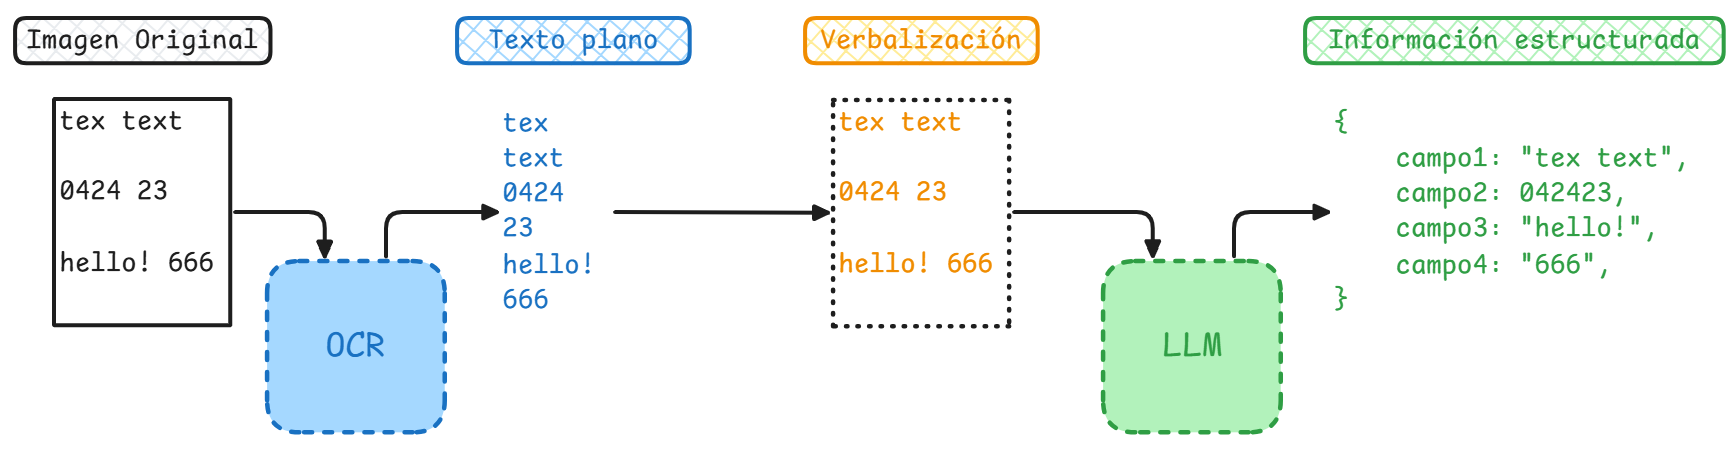 Imagen Original
Texto plano
Verbalización
Información estructurada
tex text
0424 23
hello! 666
OCR
tex
text
0424
23
hello!
666
tex text
0424 23
hello! 666
LLM
{
campo1: "tex text",
campo2: 042423,
campo3: "hello!",
campo4: "666",
}